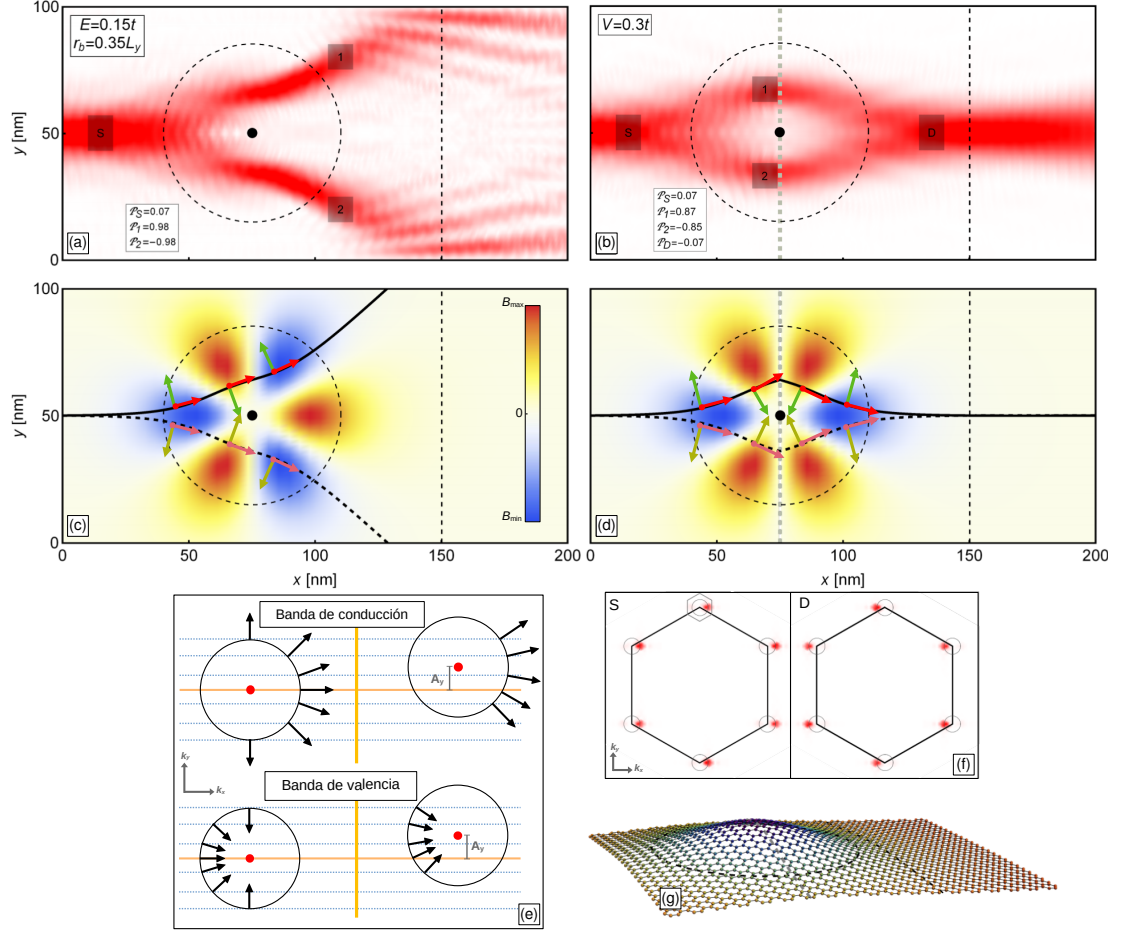 E=0.15t
r_b=0.35L_y
100
y [nm]
50
0
S
1
2
𝒫_S=0.07
𝒫_1=0.98
𝒫_2=−0.98
(a)
V=0.3t
S
1
2
D
𝒫_S=0.07
𝒫_1=0.87
𝒫_2=−0.85
𝒫_D=−0.07
(b)
100
y [nm]
50
0
B_max
0
B_min
(c)
0
50
100
150
200
x [nm]
(d)
0
50
100
150
200
x [nm]
Banda de conducción
A_y
k_y
k_x
Banda de valencia
A_y
(e)
S
D
k_y
k_x
(f)
(g)